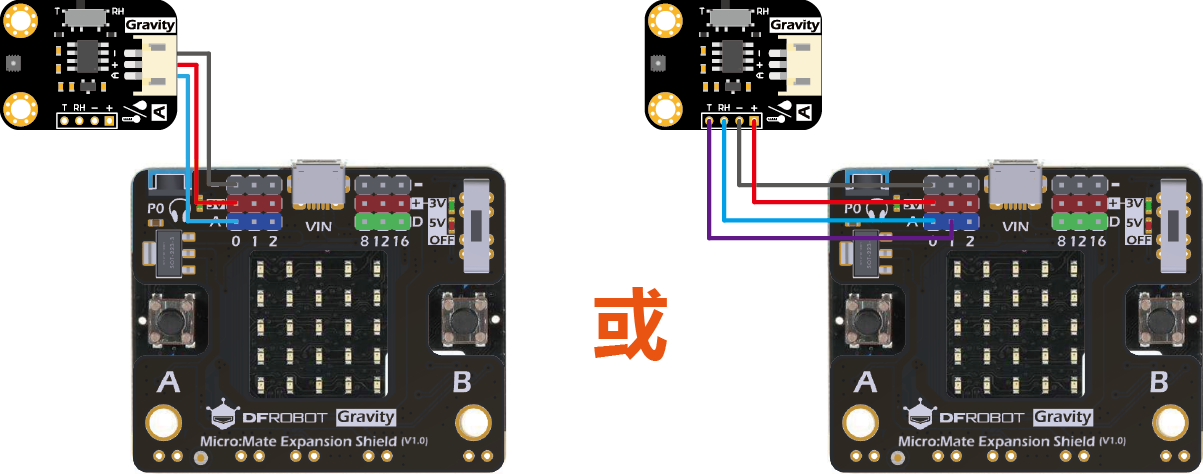 T RH
Gravity
A + −
T RH − +
A
P0
3V
A
0 1 2
VIN
−
+
D
8 12 16
3V
5V
OFF
A
B
DFROBOT Gravity
Micro:Mate Expansion Shield (V1.0)
或
T RH
Gravity
A + −
T RH − +
A
P0
3V
A
0 1 2
VIN
−
+
D
8 12 16
3V
5V
OFF
A
B
DFROBOT Gravity
Micro:Mate Expansion Shield (V1.0)